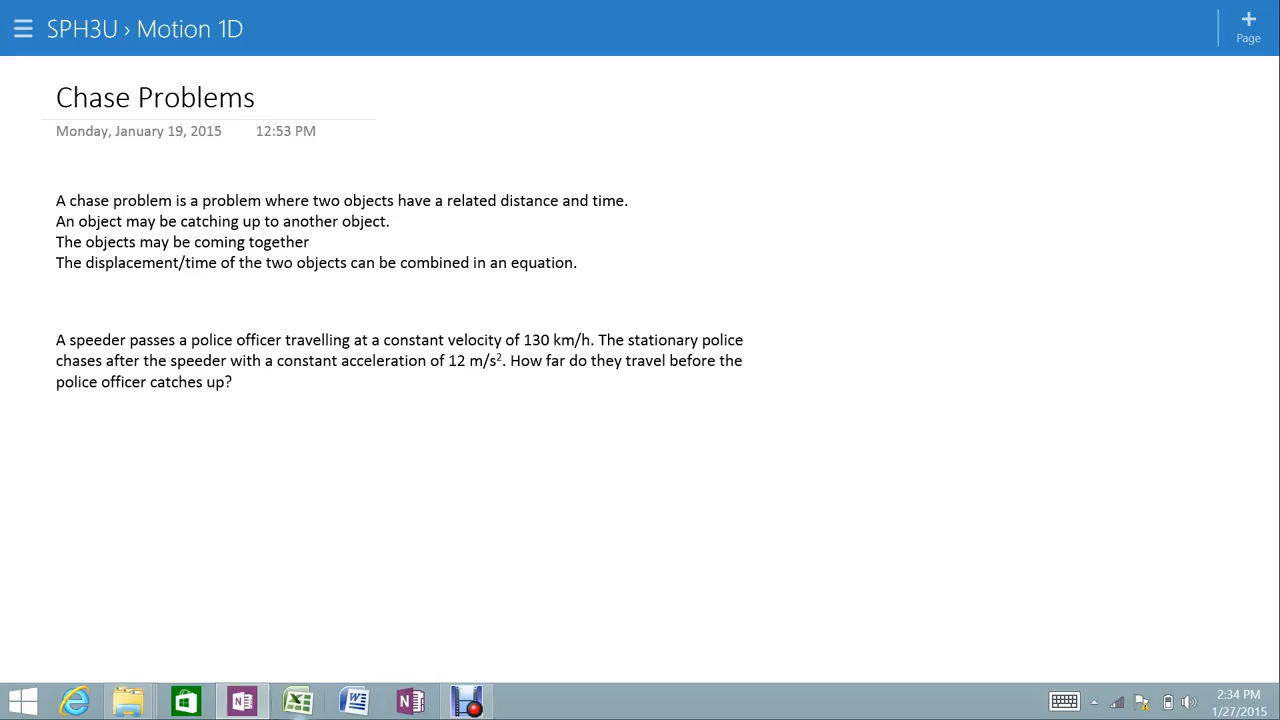 SPH3U › Motion 1D
Page
Chase Problems
Monday, January 19, 2015 12:53 PM
A chase problem is a problem where two objects have a related distance and time.
An object may be catching up to another object.
The objects may be coming together
The displacement/time of the two objects can be combined in an equation.
A speeder passes a police officer travelling at a constant velocity of 130 km/h. The stationary police
chases after the speeder with a constant acceleration of 12 m/s². How far do they travel before the
police officer catches up?
2:34 PM
1/27/2015